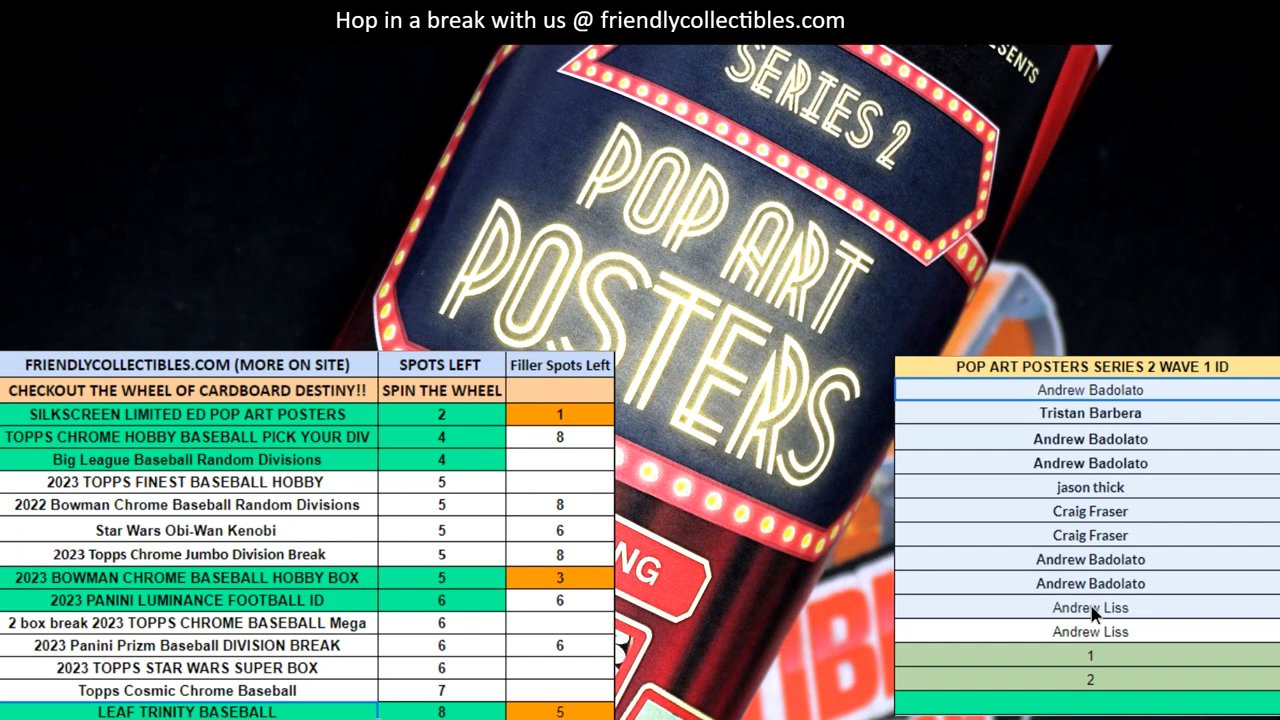 Hop in a break with us @ friendlycollectibles.com
SENTS
SERIES 2
POP ART
POSTERS
NG
FRIENDLYCOLLECTIBLES.COM (MORE ON SITE) SPOTS LEFT Filler Spots Left
CHECKOUT THE WHEEL OF CARDBOARD DESTINY!! SPIN THE WHEEL
SILKSCREEN LIMITED ED POP ART POSTERS 2 1
TOPPS CHROME HOBBY BASEBALL PICK YOUR DIV 4 8
Big League Baseball Random Divisions 4
2023 TOPPS FINEST BASEBALL HOBBY 5
2022 Bowman Chrome Baseball Random Divisions 5 8
Star Wars Obi-Wan Kenobi 5 6
2023 Topps Chrome Jumbo Division Break 5 8
2023 BOWMAN CHROME BASEBALL HOBBY BOX 5 3
2023 PANINI LUMINANCE FOOTBALL ID 6 6
2 box break 2023 TOPPS CHROME BASEBALL Mega 6
2023 Panini Prizm Baseball DIVISION BREAK 6 6
2023 TOPPS STAR WARS SUPER BOX 6
Topps Cosmic Chrome Baseball 7
LEAF TRINITY BASEBALL 8 5
POP ART POSTERS SERIES 2 WAVE 1 ID
Andrew Badolato
Tristan Barbera
Andrew Badolato
Andrew Badolato
jason thick
Craig Fraser
Craig Fraser
Andrew Badolato
Andrew Badolato
Andrew Liss
Andrew Liss
1
2